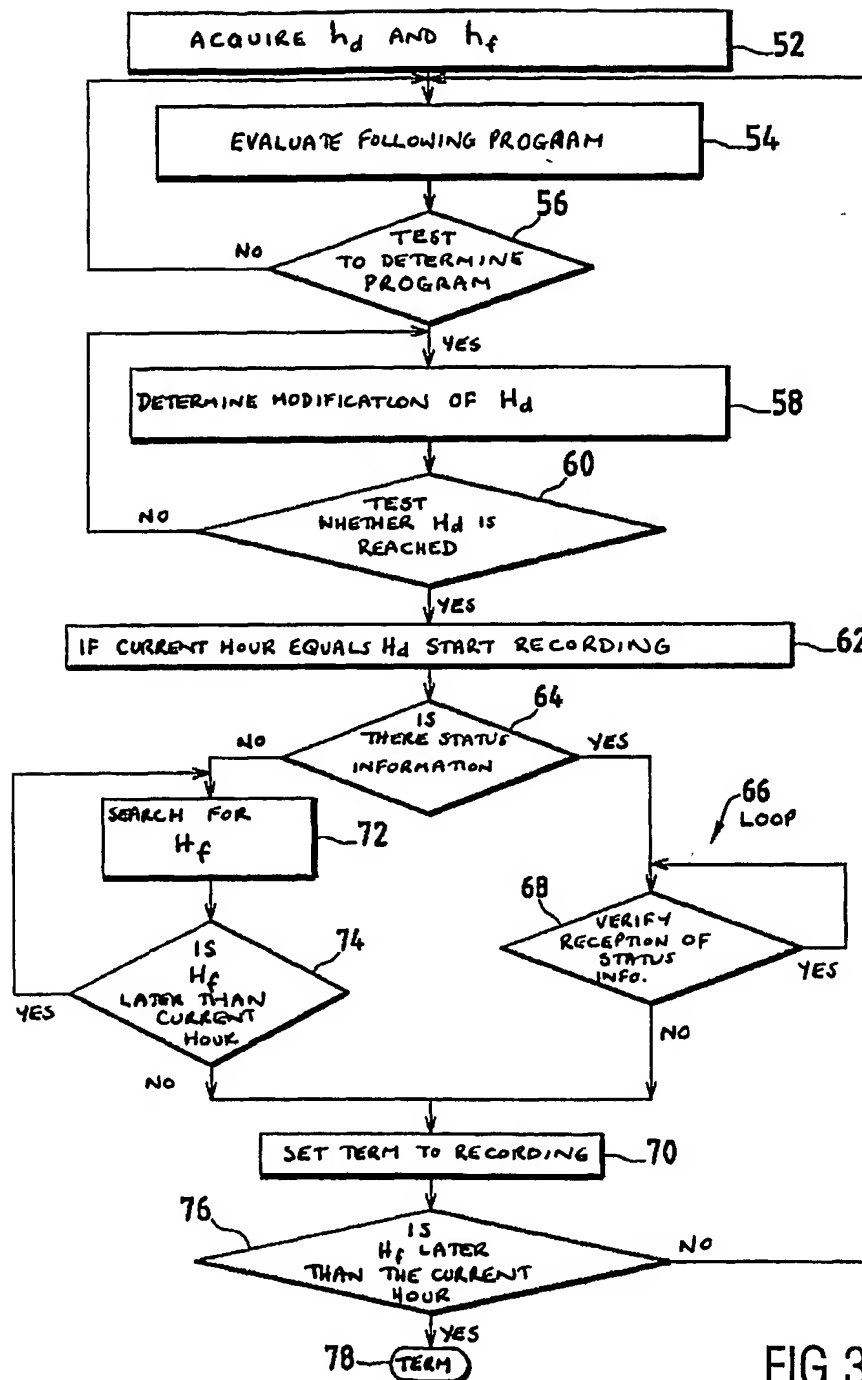 ACQUIRE hd AND hf
52
EVALUATE FOLLOWING PROGRAM
54
56
TEST
TO DETERMINE
PROGRAM
NO
YES
DETERMINE MODIFICATION OF Hd
58
60
TEST
WHETHER Hd IS
REACHED
NO
YES
IF CURRENT HOUR EQUALS Hd START RECORDING
62
64
IS
THERE STATUS
INFORMATION
NO
YES
66
LOOP
SEARCH FOR
Hf
72
68
VERIFY
RECEPTION OF
STATUS
INFO.
YES
NO
74
IS
Hf
LATER THAN
CURRENT
HOUR
YES
NO
SET TERM TO RECORDING
70
76
IS
Hf LATER
THAN THE CURRENT
HOUR
NO
YES
78
TERM
FIG.3